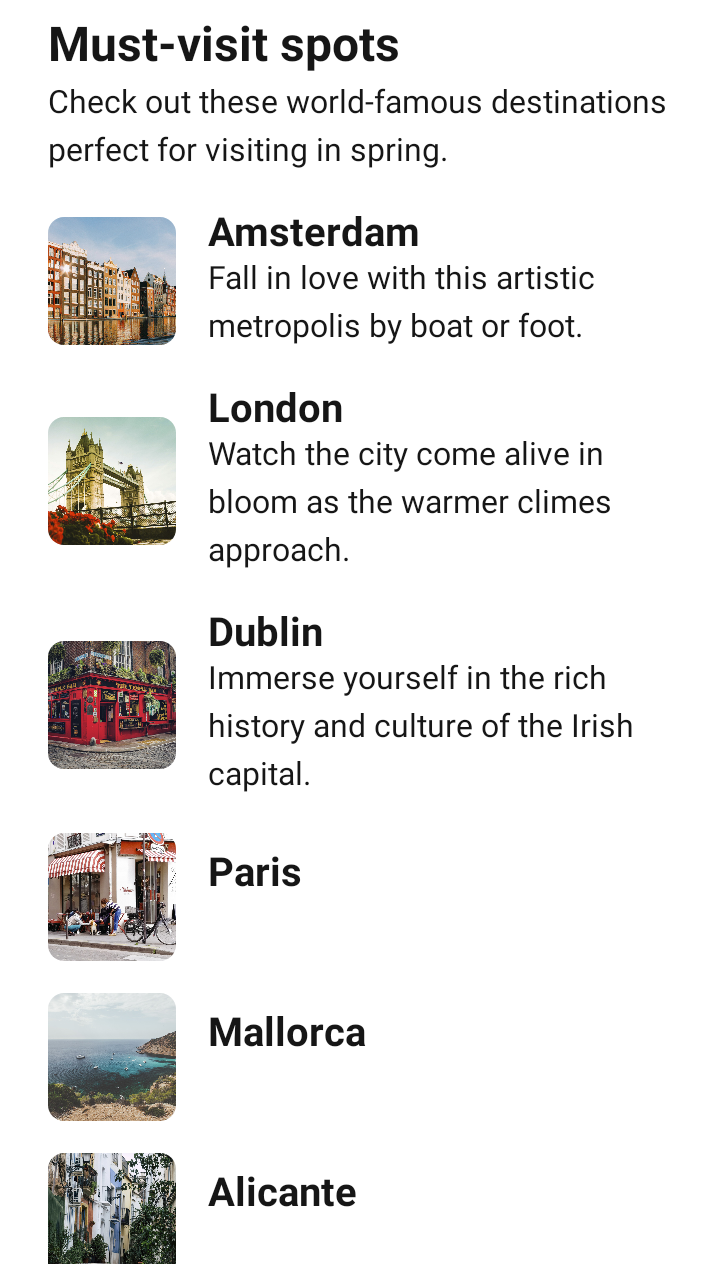 Must-visit spots
Check out these world-famous destinations
perfect for visiting in spring.
Amsterdam
Fall in love with this artistic
metropolis by boat or foot.
London
Watch the city come alive in
bloom as the warmer climes
approach.
Dublin
Immerse yourself in the rich
history and culture of the Irish
capital.
Paris
Mallorca
Alicante